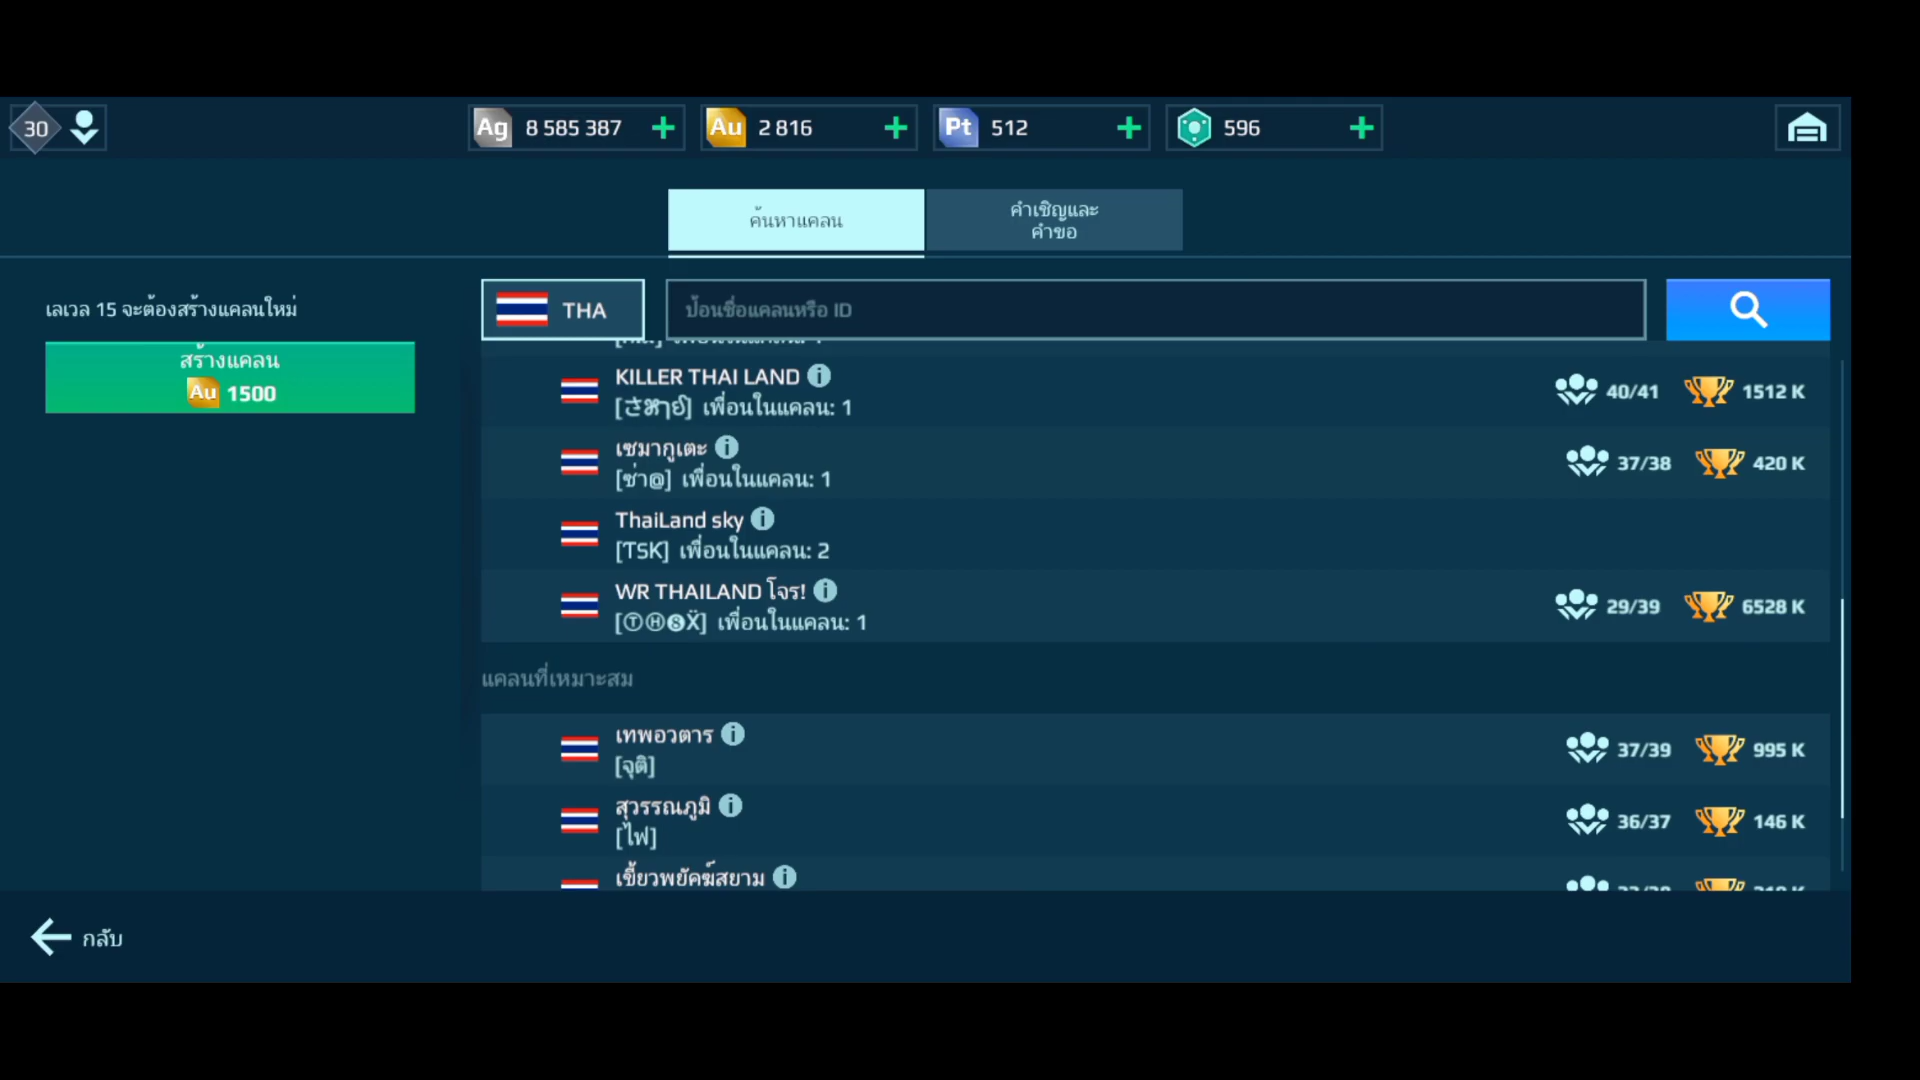 30
Ag 8 585 387
Au 2 816
Pt 512
596
ค้นหาแคลน
คำเชิญและ
คำขอ
เลเวล 15 จะต้องสร้างแคลนใหม่
สร้างแคลน
Au 1500
THA
ป้อนชื่อแคลนหรือ ID
KILLER THAI LAND
เพื่อนในแคลน: 1
40/41 1512 K
เซมากูเตะ
[ซ่า@] เพื่อนในแคลน: 1
37/38 420 K
ThaiLand sky
[TSK] เพื่อนในแคลน: 2
WR THAILAND โจร!
[ⓉⒽ❽Ẍ] เพื่อนในแคลน: 1
29/39 6528 K
แคลนที่เหมาะสม
เทพอวตาร
[จุติ]
37/39 995 K
สุวรรณภูมิ
[ไฟ]
36/37 146 K
เขี้ยวพยัคฆ์สยาม
กลับ